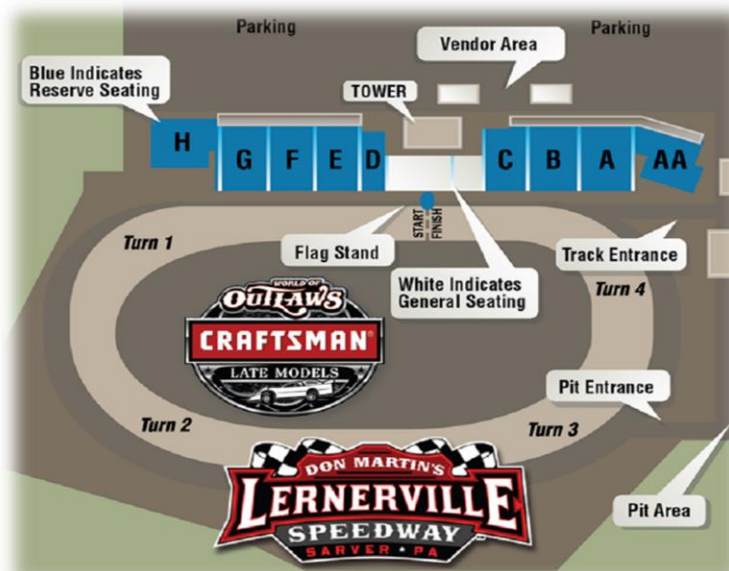 Parking
Parking
Vendor Area
Blue Indicates
Reserve Seating
TOWER
H
G
F
E
D
C
B
A
AA
START
FINISH
Turn 1
Flag Stand
Track Entrance
White Indicates
General Seating
Turn 4
WORLD OF
OUTLAWS
CRAFTSMAN®
LATE MODELS
Pit Entrance
Turn 2
Turn 3
DON MARTIN'S
LERNERVILLE
SPEEDWAY
SARVER * PA
Pit Area